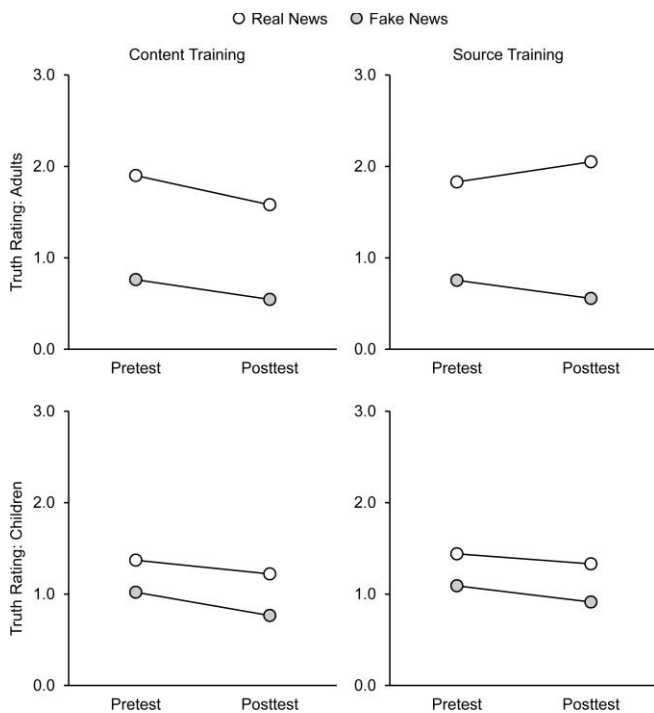 Real News Fake News
Content Training Source Training
Truth Rating: Adults
3.0 3.0
2.0 2.0
1.0 1.0
0.0 0.0
Pretest Posttest Pretest Posttest
Truth Rating: Children
3.0 3.0
2.0 2.0
1.0 1.0
0.0 0.0
Pretest Posttest Pretest Posttest